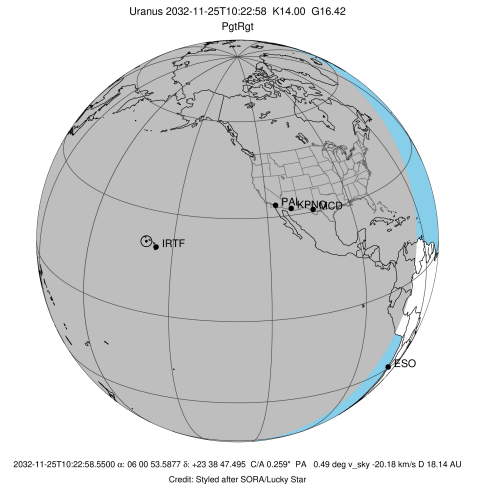 Uranus 2032-11-25T10:22:58 K14.00 G16.42
PgtRgt
PAL KPNO MCD
IRTF
ESO
2032-11-25T10:22:58.5500 α: 06 00 53.5877 δ: +23 38 47.495 C/A 0.259" PA 0.49 deg v_sky -20.18 km/s D 18.14 AU
Credit: Styled after SORA/Lucky Star